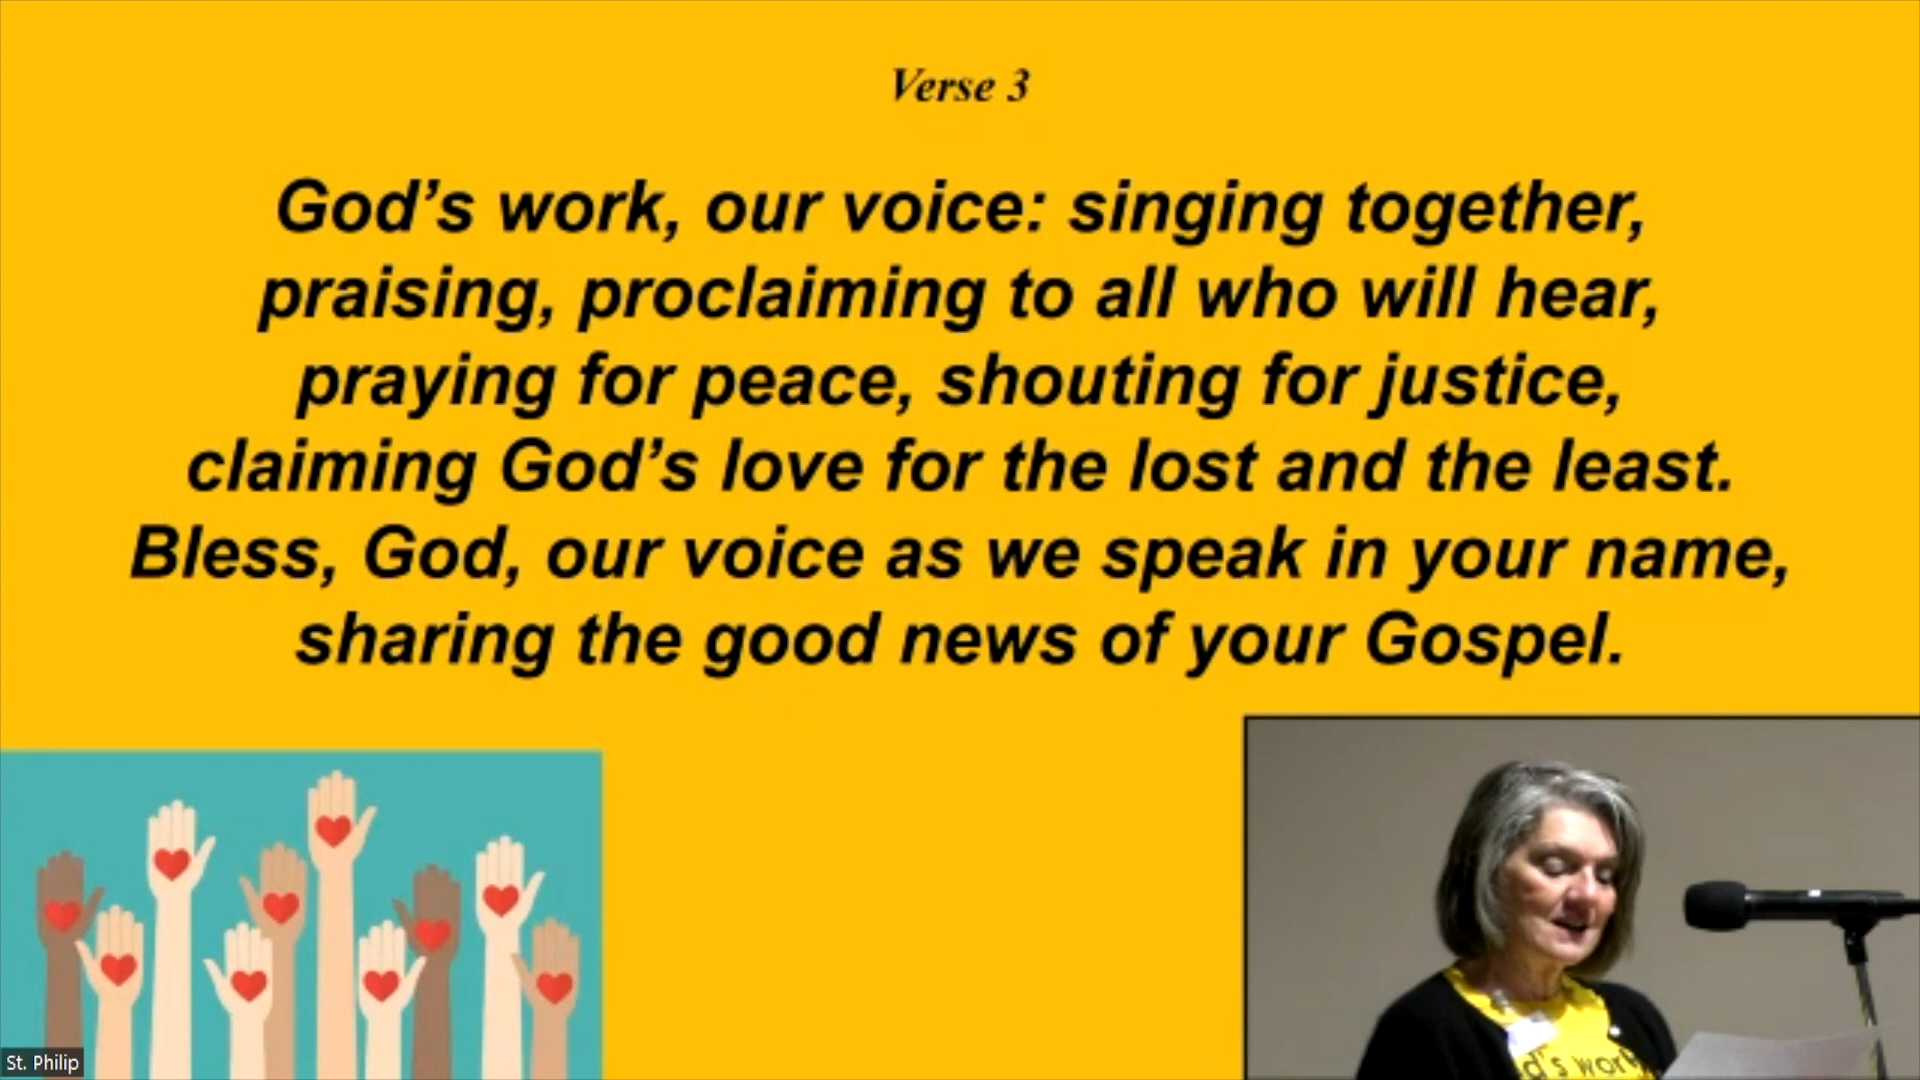 Verse 3
God’s work, our voice: singing together,
praising, proclaiming to all who will hear,
praying for peace, shouting for justice,
claiming God’s love for the lost and the least.
Bless, God, our voice as we speak in your name,
sharing the good news of your Gospel.
St. Philip
d's work